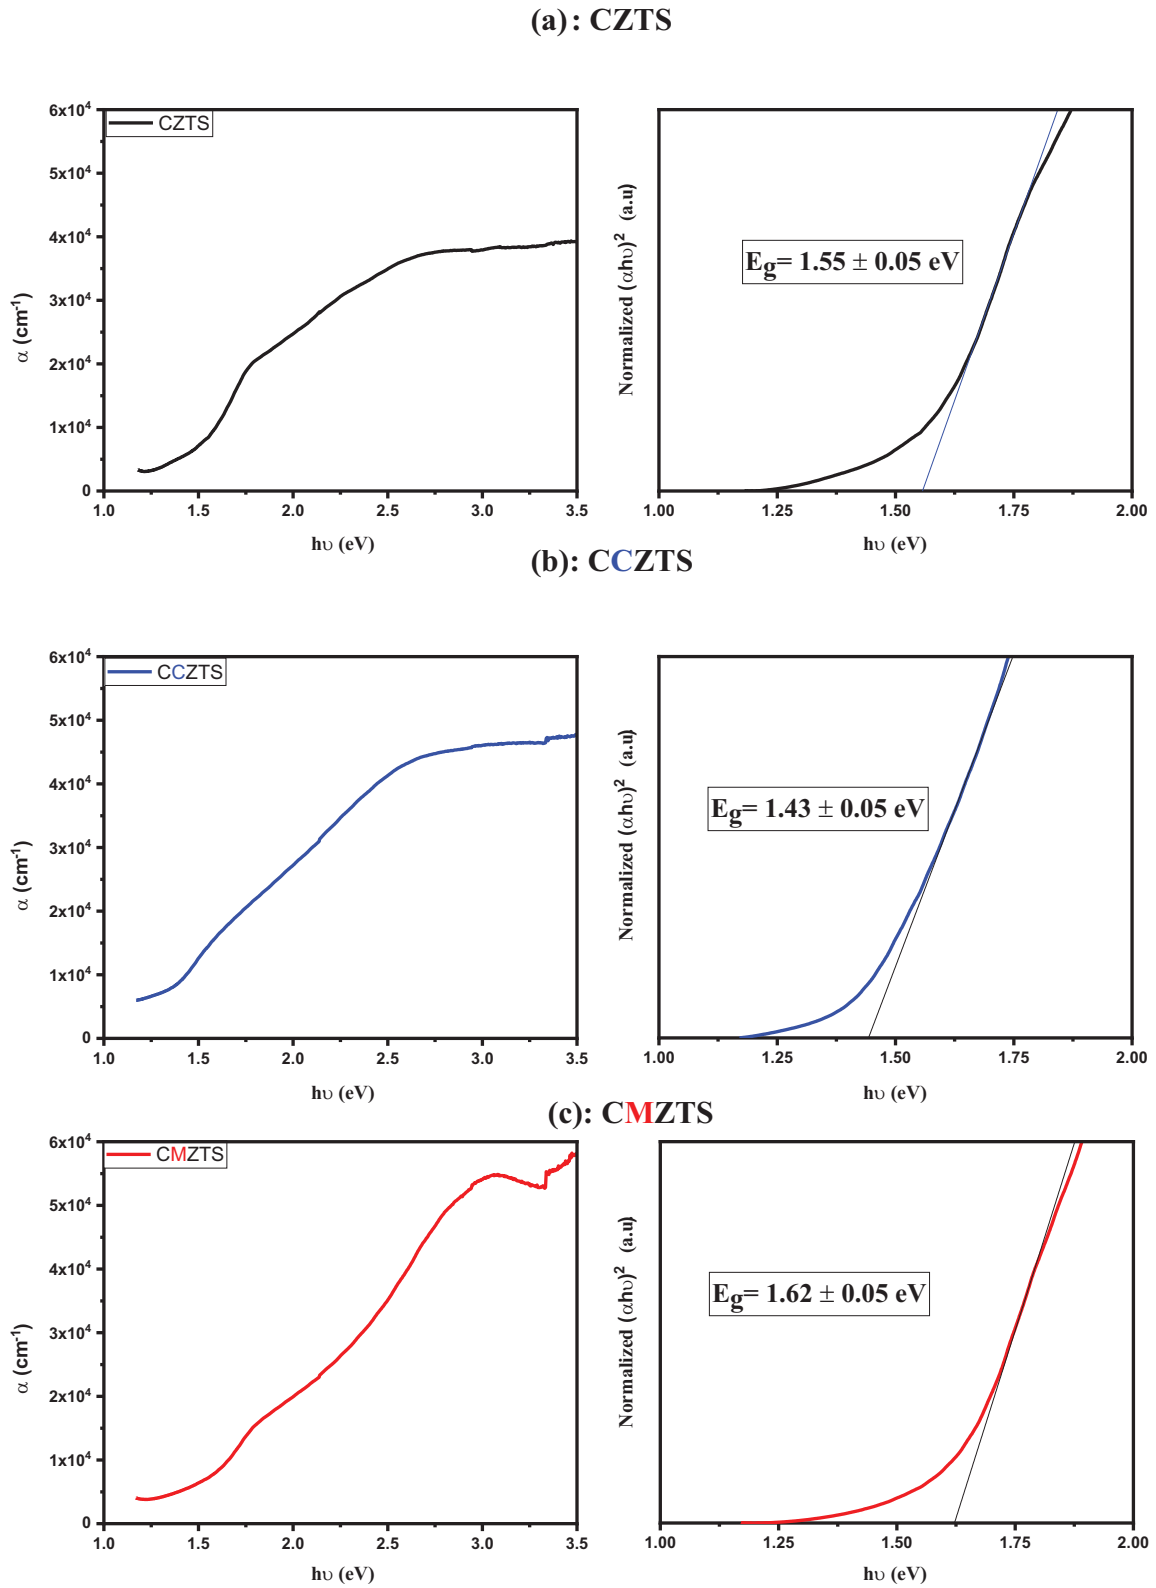 (a): CZTS
CZTS
α (cm⁻¹)
6x10⁴
5x10⁴
4x10⁴
3x10⁴
2x10⁴
1x10⁴
0
1.0 1.5 2.0 2.5 3.0 3.5
hυ (eV)
Normalized (αhυ)² (a.u)
Eg= 1.55 ± 0.05 eV
1.00 1.25 1.50 1.75 2.00
hυ (eV)
(b): CCZTS
CCZTS
α (cm⁻¹)
6x10⁴
5x10⁴
4x10⁴
3x10⁴
2x10⁴
1x10⁴
0
1.0 1.5 2.0 2.5 3.0 3.5
hυ (eV)
Normalized (αhυ)² (a.u)
Eg= 1.43 ± 0.05 eV
1.00 1.25 1.50 1.75 2.00
hυ (eV)
(c): CMZTS
CMZTS
α (cm⁻¹)
6x10⁴
5x10⁴
4x10⁴
3x10⁴
2x10⁴
1x10⁴
0
1.0 1.5 2.0 2.5 3.0 3.5
hυ (eV)
Normalized (αhυ)² (a.u)
Eg= 1.62 ± 0.05 eV
1.00 1.25 1.50 1.75 2.00
hυ (eV)